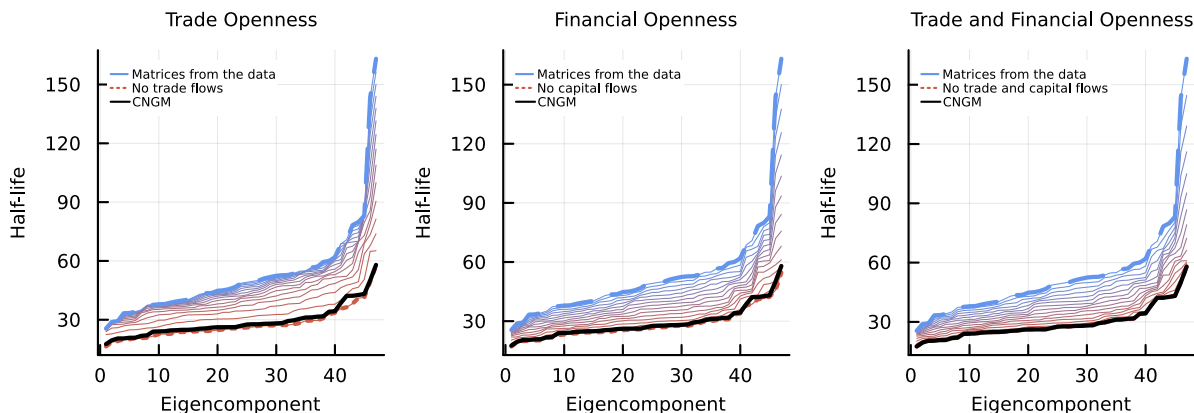 Trade Openness
Half-life
150
120
90
60
30
Matrices from the data
No trade flows
CNGM
0 10 20 30 40
Eigencomponent
Financial Openness
Half-life
150
120
90
60
30
Matrices from the data
No capital flows
CNGM
0 10 20 30 40
Eigencomponent
Trade and Financial Openness
Half-life
150
120
90
60
30
Matrices from the data
No trade and capital flows
CNGM
0 10 20 30 40
Eigencomponent